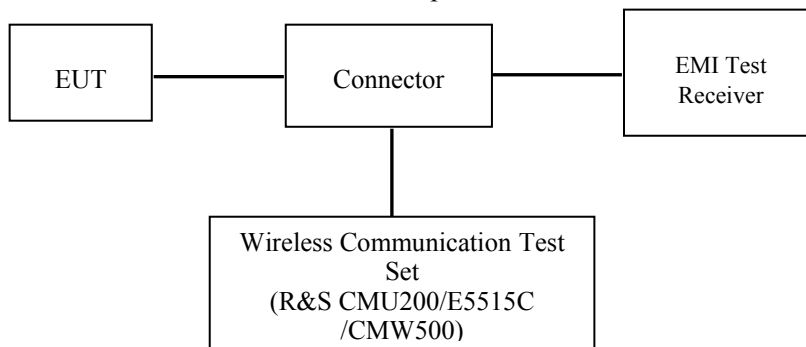 EUT
Connector
EMI Test
Receiver
Wireless Communication Test
Set
(R&S CMU200/E5515C
/CMW500)